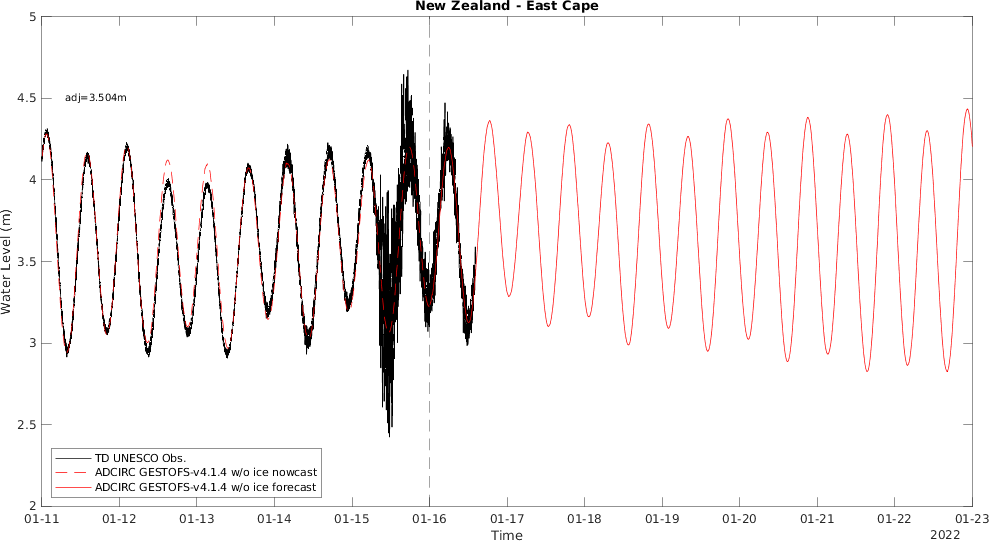 New Zealand - East Cape
5
4.5
4
3.5
3
2.5
2
Water Level (m)
adj=3.504m
TD UNESCO Obs.
ADCIRC GESTOFS-v4.1.4 w/o ice nowcast
ADCIRC GESTOFS-v4.1.4 w/o ice forecast
01-11 01-12 01-13 01-14 01-15 01-16 01-17 01-18 01-19 01-20 01-21 01-22 01-23
Time
2022